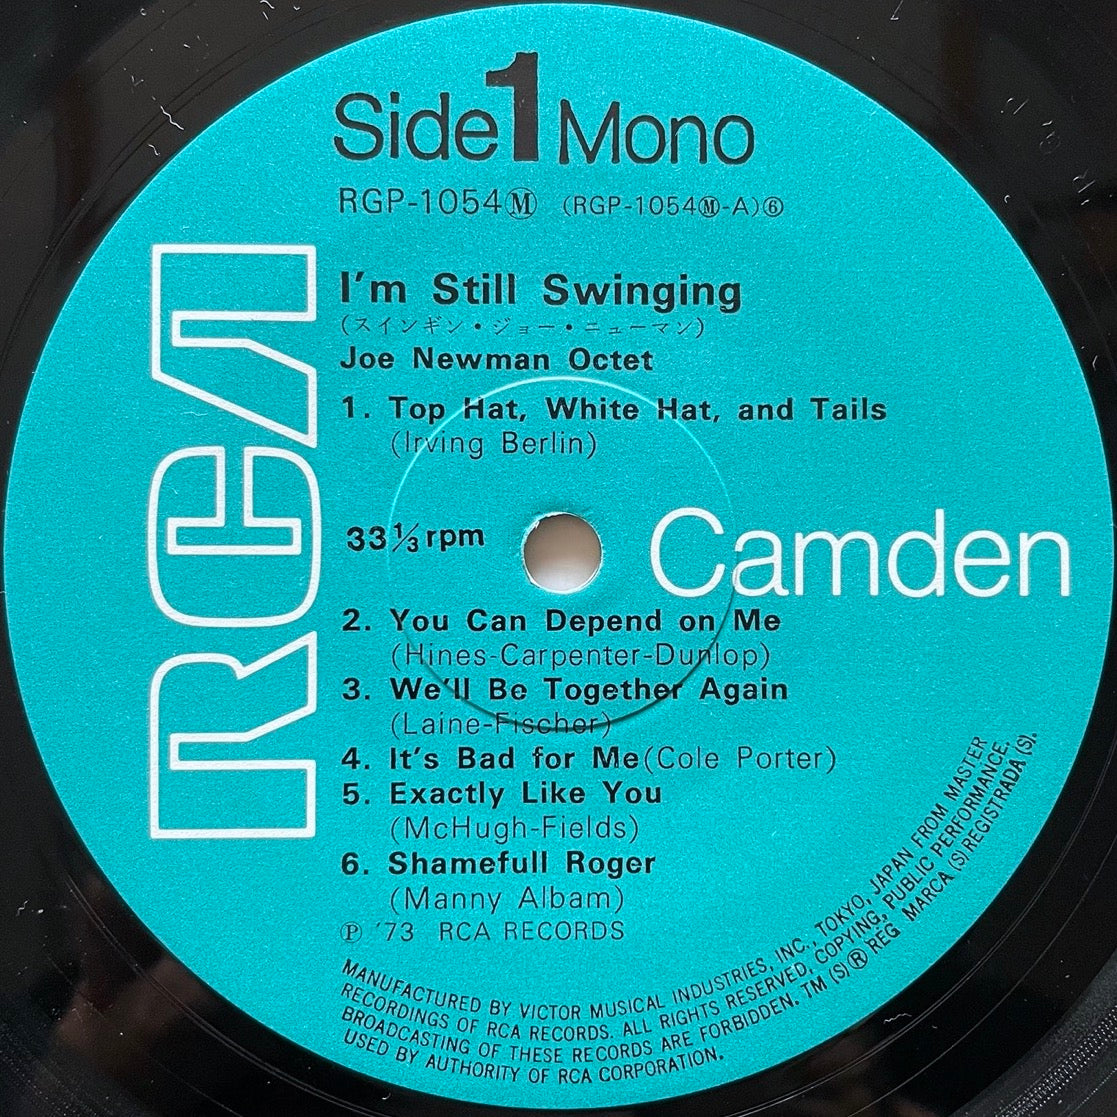 Side 1 Mono
RGP-1054Ⓜ (RGP-1054Ⓜ-A)⑥
I'm Still Swinging
(スインギン・ジョー・ニューマン)
Joe Newman Octet
1. Top Hat, White Hat, and Tails
(Irving Berlin)
33 1/3 rpm
2. You Can Depend on Me
(Hines-Carpenter-Dunlop)
3. We'll Be Together Again
(Laine-Fischer)
4. It's Bad for Me(Cole Porter)
5. Exactly Like You
(McHugh-Fields)
6. Shamefull Roger
(Manny Albam)
℗ '73 RCA RECORDS
RCA
Camden
MANUFACTURED BY VICTOR MUSICAL INDUSTRIES, INC., TOKYO, JAPAN FROM MASTER
RECORDINGS OF RCA RECORDS. ALL RIGHTS RESERVED, COPYING, PUBLIC PERFORMANCE,
BROADCASTING OF THESE RECORDS ARE FORBIDDEN. TM (S) ® REG MARCA (S) REGISTRADA (S).
USED BY AUTHORITY OF RCA CORPORATION.